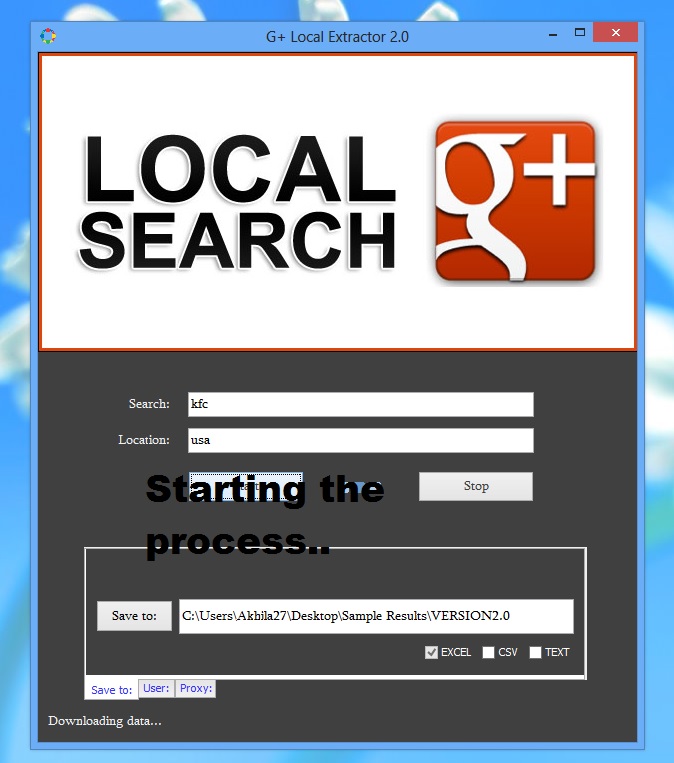 G+ Local Extractor 2.0
LOCAL
SEARCH
g+
Search:
kfc
Location:
usa
Starting the
process..
Stop
Save to:
C:\Users\Akhila27\Desktop\Sample Results\VERSION2.0
EXCEL CSV TEXT
Save to: User: Proxy:
Downloading data...